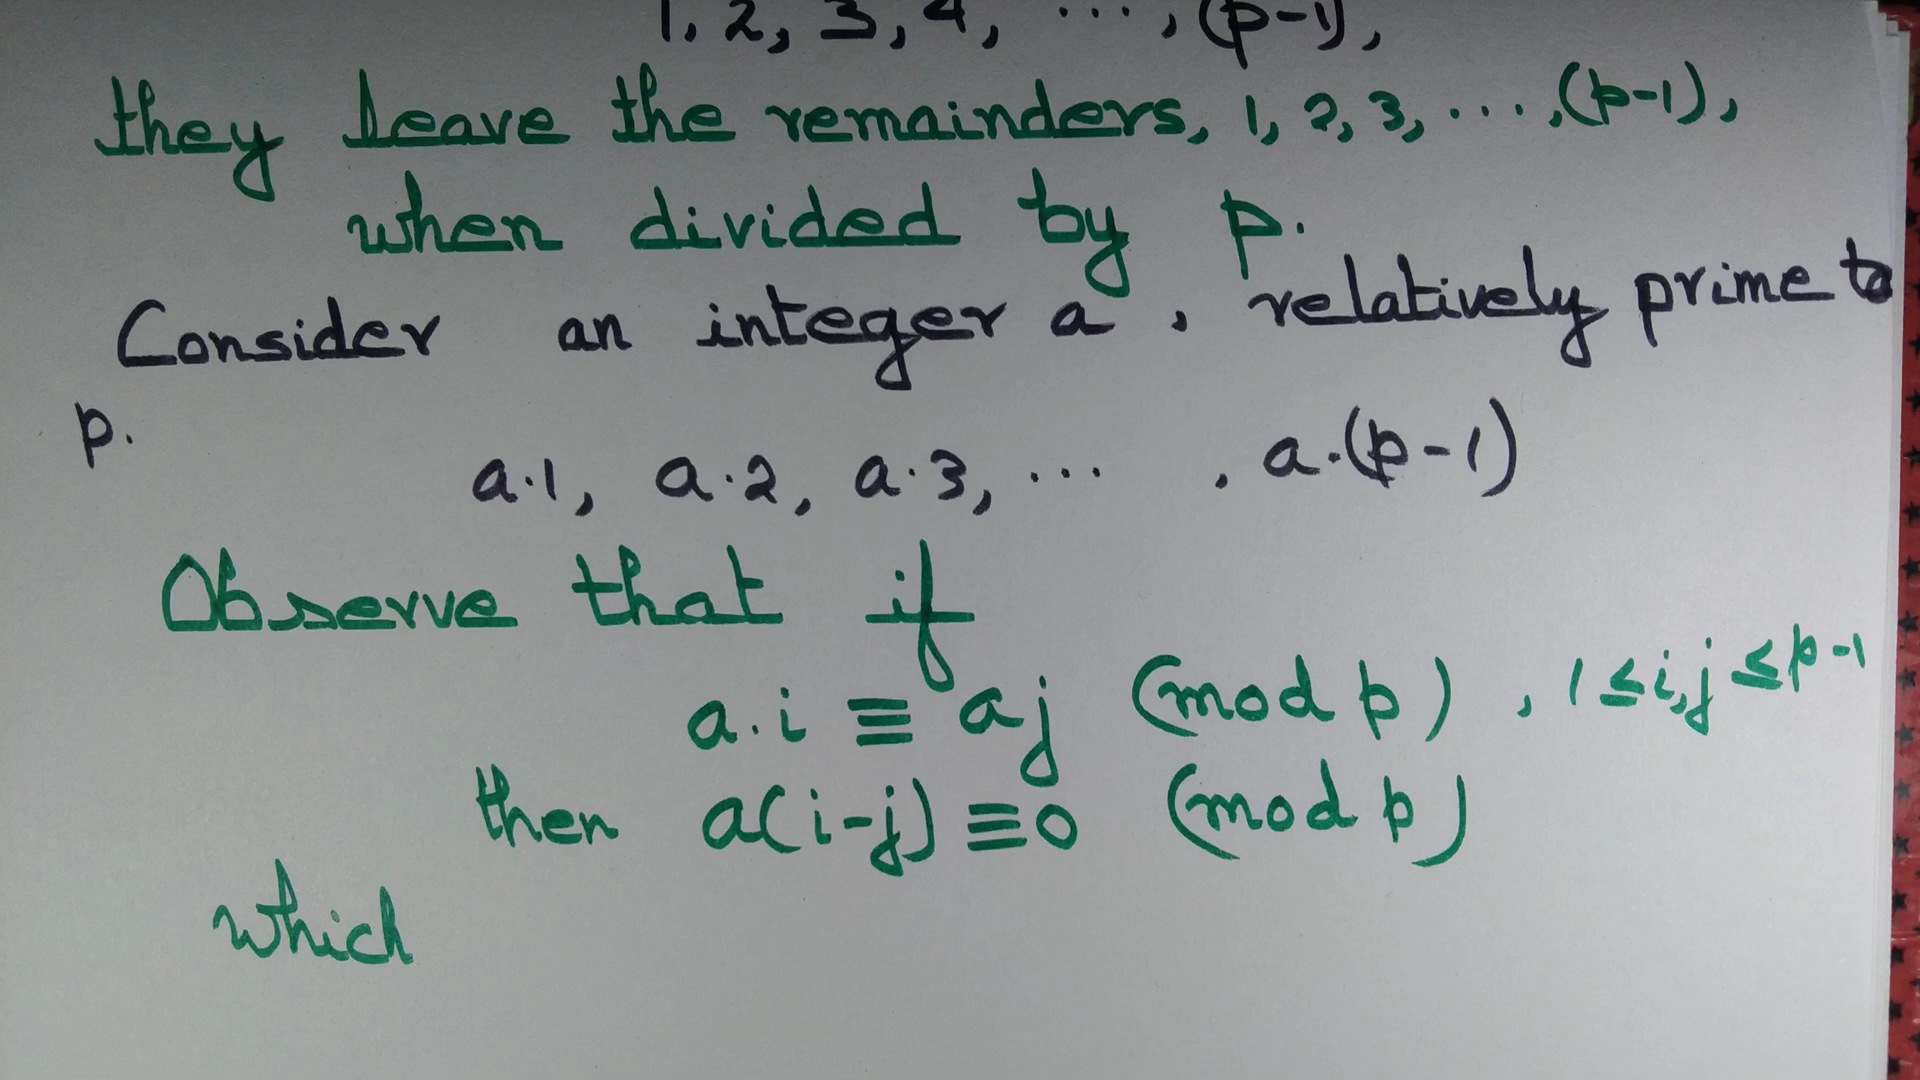 1, 2, 3, 4, ..., (p-1),
they leave the remainders, 1, 2, 3, ..., (p-1),
when divided by p.
Consider an integer a, relatively prime to
p.
a.1, a.2, a.3, ... , a.(p-1)
Observe that if
a.i ≡ aj (mod p) , 1≤i,j≤p-1
then a(i-j) ≡0 (mod p)
which